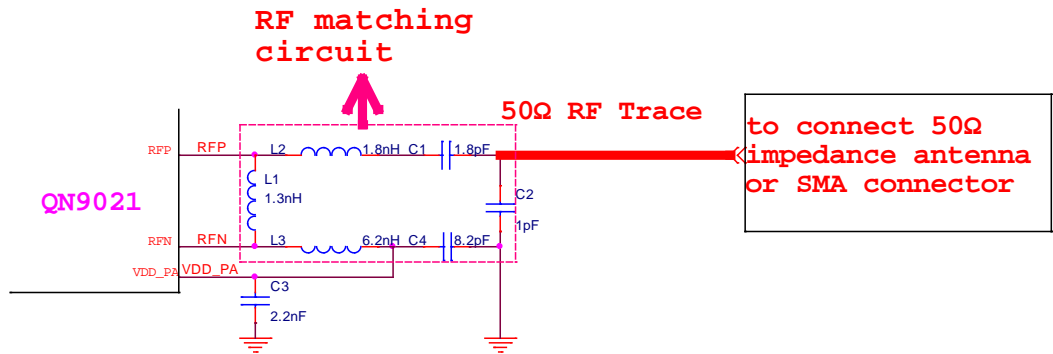 RF matching
circuit
50Ω RF Trace
to connect 50Ω
impedance antenna
or SMA connector
RFP RFP L2 1.8nH C1 1.8pF
L1
1.3nH
QN9021
C2
1pF
RFN RFN L3 6.2nH C4 8.2pF
VDD_PA VDD_PA
C3
2.2nF